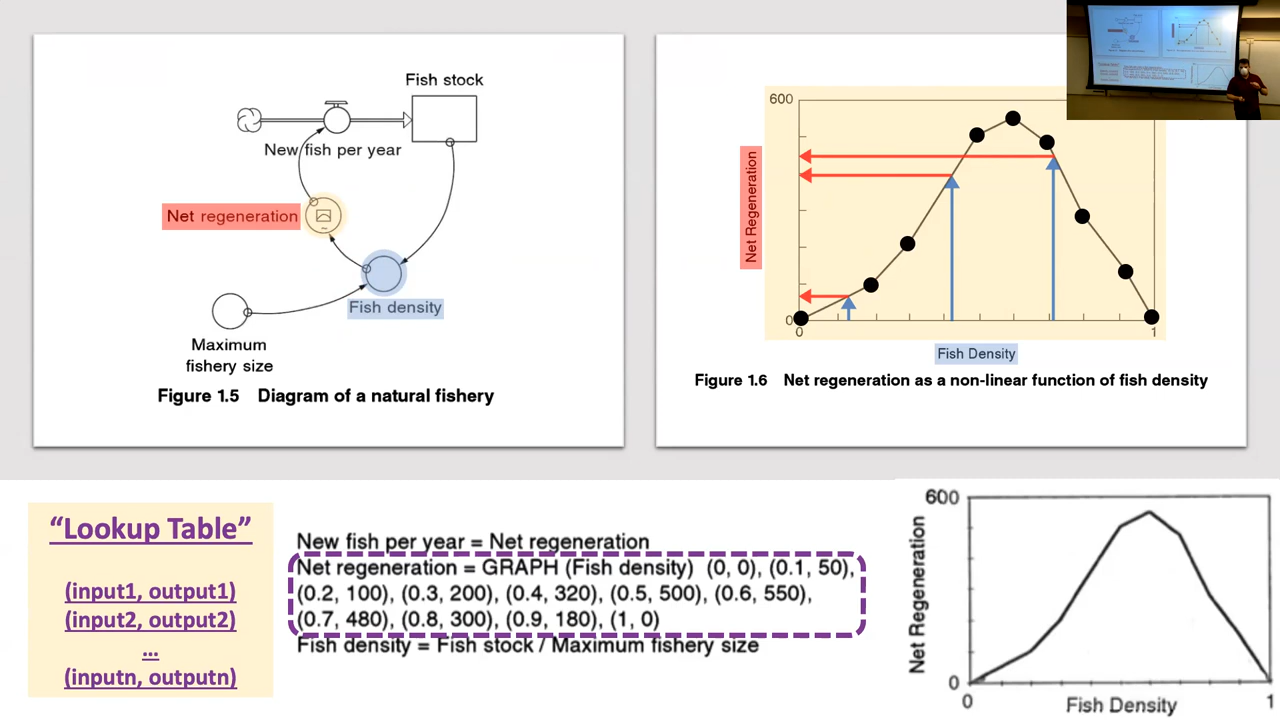 Fish stock
New fish per year
Net regeneration
~
Fish density
Maximum
fishery size
Figure 1.5 Diagram of a natural fishery
600
Net Regeneration
0
0
1
Fish Density
Figure 1.6 Net regeneration as a non-linear function of fish density
“Lookup Table”
(input1, output1)
(input2, output2)
...
(inputn, outputn)
New fish per year = Net regeneration
Net regeneration = GRAPH (Fish density) (0, 0), (0.1, 50),
(0.2, 100), (0.3, 200), (0.4, 320), (0.5, 500), (0.6, 550),
(0.7, 480), (0.8, 300), (0.9, 180), (1, 0)
Fish density = Fish stock / Maximum fishery size
600
Net Regeneration
0
0
Fish Density
1